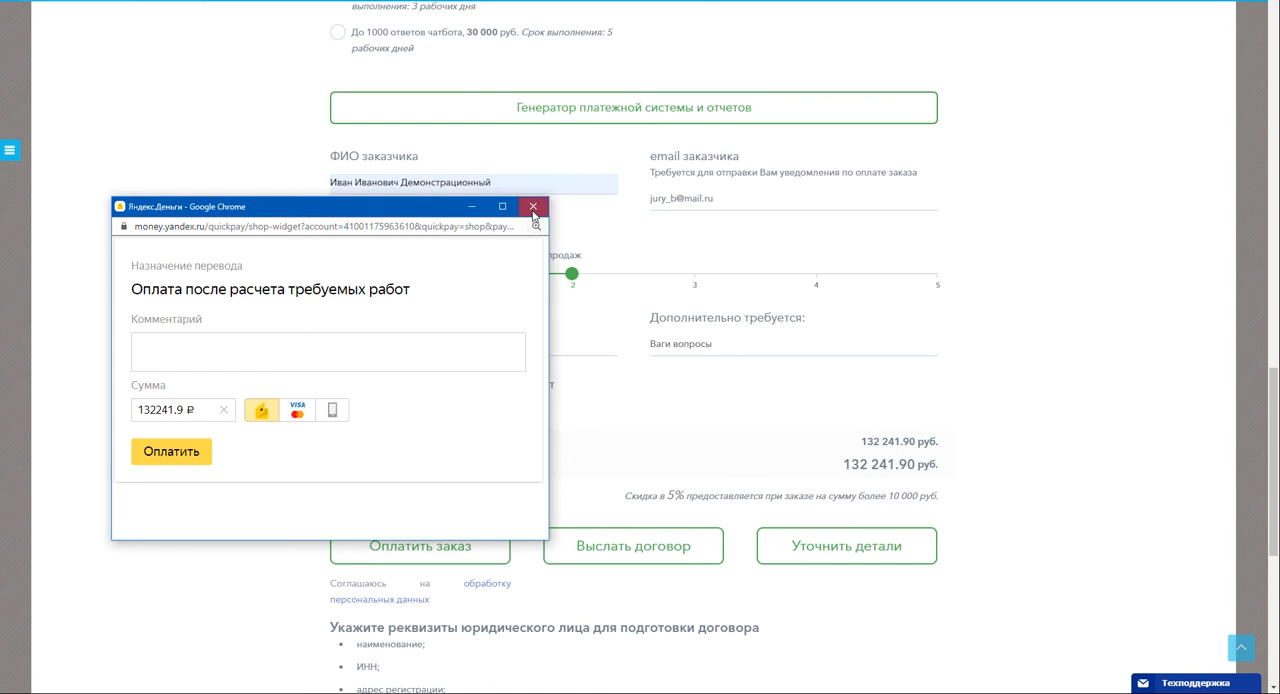 выполнения: 3 рабочих дня
До 1000 ответов чатбота, 30 000 руб. Срок выполнения: 5
рабочих дней
Генератор платежной системы и отчетов
ФИО заказчика
Иван Иванович Демонстрационный
email заказчика
Требуется для отправки Вам уведомления по оплате заказа
jury_b@mail.ru
Яндекс.Деньги - Google Chrome
money.yandex.ru/quickpay/shop-widget?account=41001175963610&quickpay=shop&pay...
Назначение перевода
Оплата после расчета требуемых работ
Комментарий
Сумма
132241.9 ₽
VISA
Оплатить
продаж
2
3
4
5
Дополнительно требуется:
Ваги вопросы
т
132 241.90 руб.
132 241.90 руб.
Скидка в 5% предоставляется при заказе на сумму более 10 000 руб.
Оплатить заказ
Выслать договор
Уточнить детали
Соглашаюсь на обработку
персональных данных
Укажите реквизиты юридического лица для подготовки договора
наименование;
ИНН;
адрес регистрации;
Техподдержка